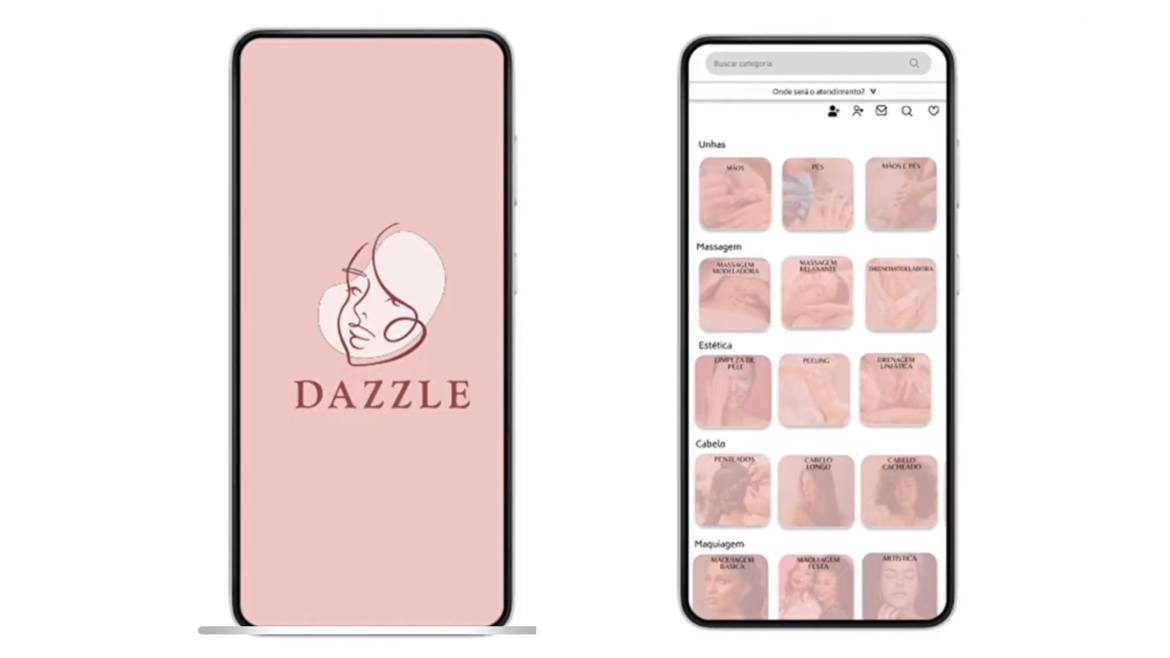 DAZZLE
Buscar categoria
Onde será o atendimento?
Unhas
MÃOS
PÉS
MÃOS E PÉS
Massagem
MASSAGEM
MODELADORA
MASSAGEM
RELAXANTE
DRENOMODELADORA
Estética
LIMPEZA DE
PELE
PEELING
DRENAGEM
LINFÁTICA
Cabelo
PENTEADOS
CABELO
LONGO
CABELO
CACHEADO
Maquiagem
MAQUIAGEM
BÁSICA
MAQUIAGEM
FESTA
ARTÍSTICA